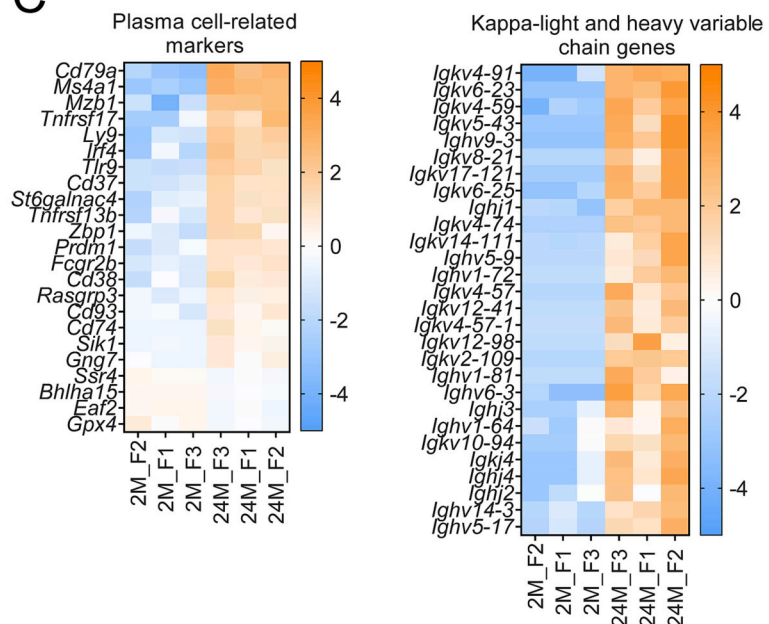 C
Plasma cell-related
markers
Cd79a
Ms4a1
Mzb1
Tnfrsf17
Ly9
Irf4
Tlr9
Cd37
St6galnac4
Tnfrsf13b
Zbp1
Prdm1
Fcgr2b
Cd38
Rasgrp3
Cd93
Cd74
Sik1
Gng7
Ssr4
Bhlha15
Eaf2
Gpx4
2M_F2
2M_F1
2M_F3
24M_F3
24M_F1
24M_F2
4
2
0
-2
-4
Kappa-light and heavy variable
chain genes
Igkv4-91
Igkv6-23
Igkv4-59
Igkv5-43
Ighv9-3
Igkv8-21
Igkv17-121
Igkv6-25
Ighj1
Igkv4-74
Igkv14-111
Ighv5-9
Ighv1-72
Igkv4-57
Igkv12-41
Igkv4-57-1
Igkv12-98
Igkv2-109
Ighv1-81
Ighv6-3
Ighj3
Ighv1-64
Igkv10-94
Igkj4
Ighj4
Ighj2
Ighv14-3
Ighv5-17
2M_F2
2M_F1
2M_F3
24M_F3
24M_F1
24M_F2
4
2
0
-2
-4